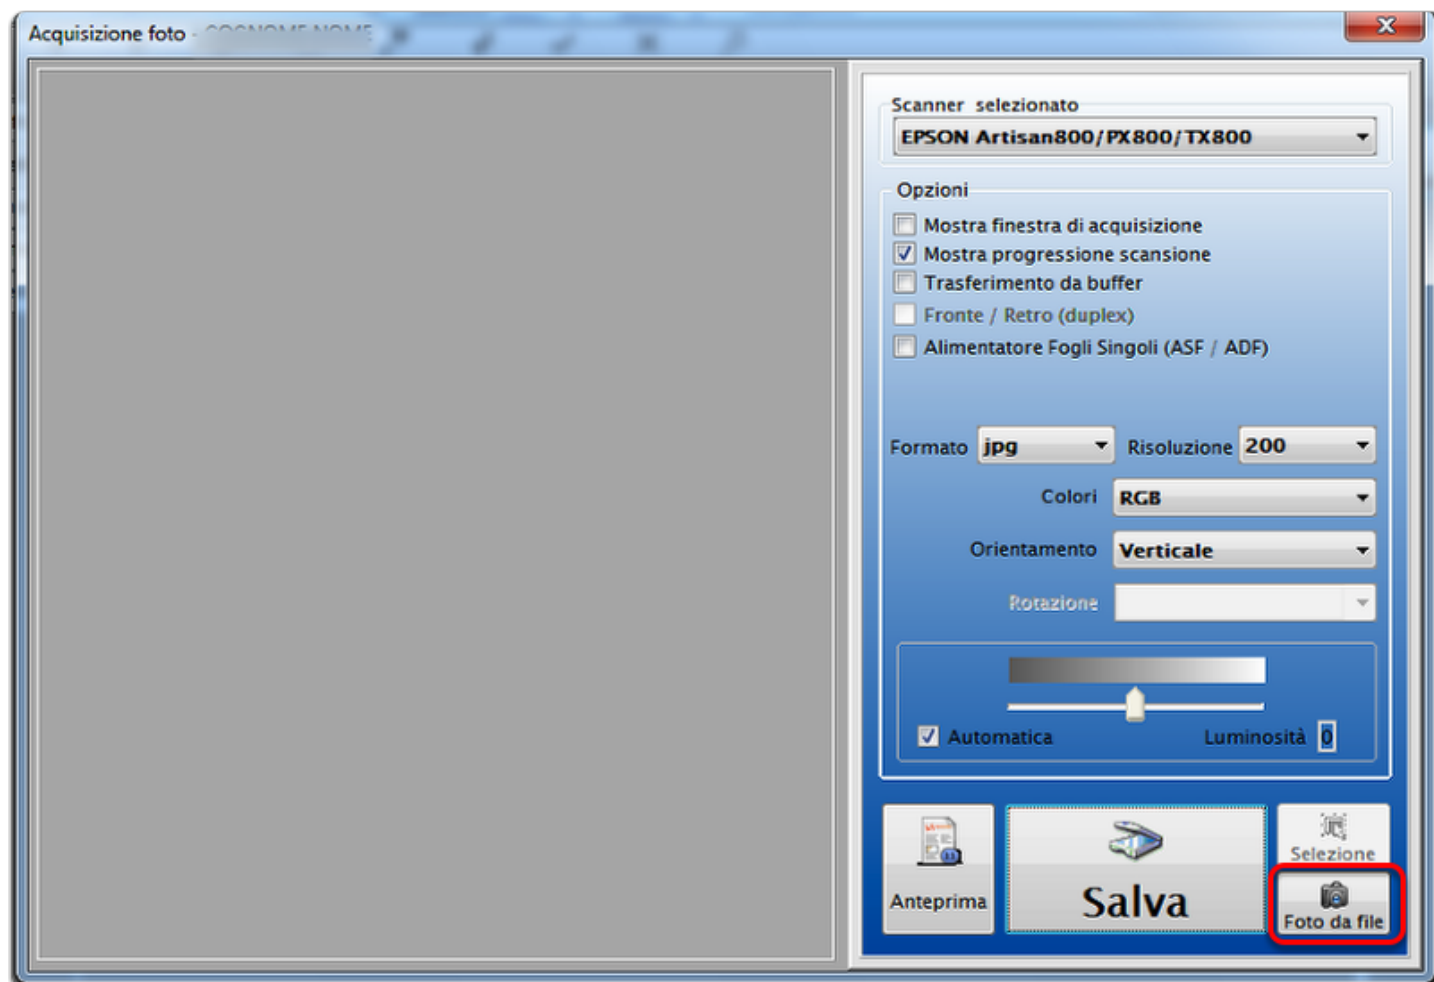 Acquisizione foto - COGNOME NOME
Scanner selezionato
EPSON Artisan800/PX800/TX800
Opzioni
Mostra finestra di acquisizione
Mostra progressione scansione
Trasferimento da buffer
Fronte / Retro (duplex)
Alimentatore Fogli Singoli (ASF / ADF)
Formato jpg Risoluzione 200
Colori RGB
Orientamento Verticale
Rotazione
Automatica Luminosità 0
Selezione
Anteprima Salva Foto da file